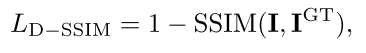 L_{D−SSIM} = 1 − SSIM(𝐈, 𝐈^{GT}),